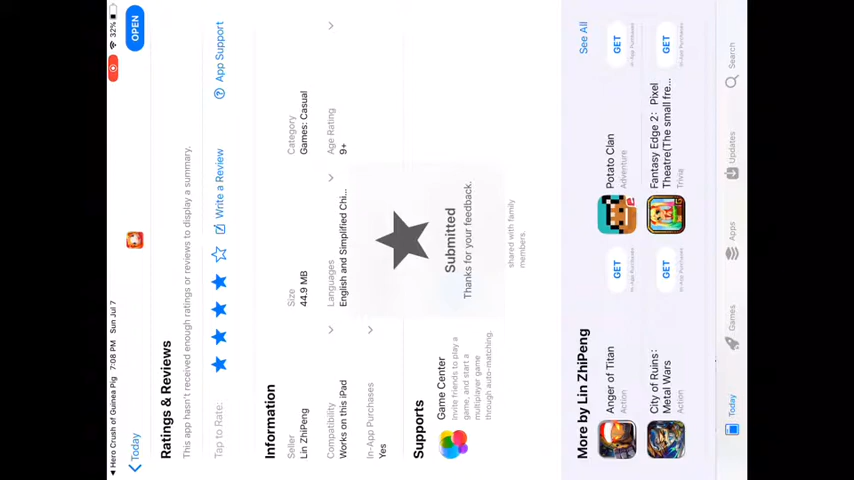 ◀ Hero Crush of Guinea Pig 7:08 PM Sun Jul 7
32%
Today
OPEN
Ratings & Reviews
This app hasn't received enough ratings or reviews to display a summary.
Tap to Rate:
Write a Review
App Support
Information
Seller
Lin ZhiPeng
Size
44.9 MB
Category
Games: Casual
Compatibility
Works on this iPad
Languages
English and Simplified Chi...
Age Rating
9+
In-App Purchases
Yes
Supports
Game Center
Invite friends to play a
game, and start a
multiplayer game
through auto-matching.
Submitted
Thanks for your feedback.
shared with family
members.
More by Lin ZhiPeng
See All
Anger of Titan
Action
GET
In-App Purchases
Potato Clan
Adventure
GET
In-App Purchases
City of Ruins:
Metal Wars
Action
GET
In-App Purchases
Fantasy Edge 2: Pixel
Theatre(The small fre...
Trivia
GET
In-App Purchases
Today
Games
Apps
Updates
Search